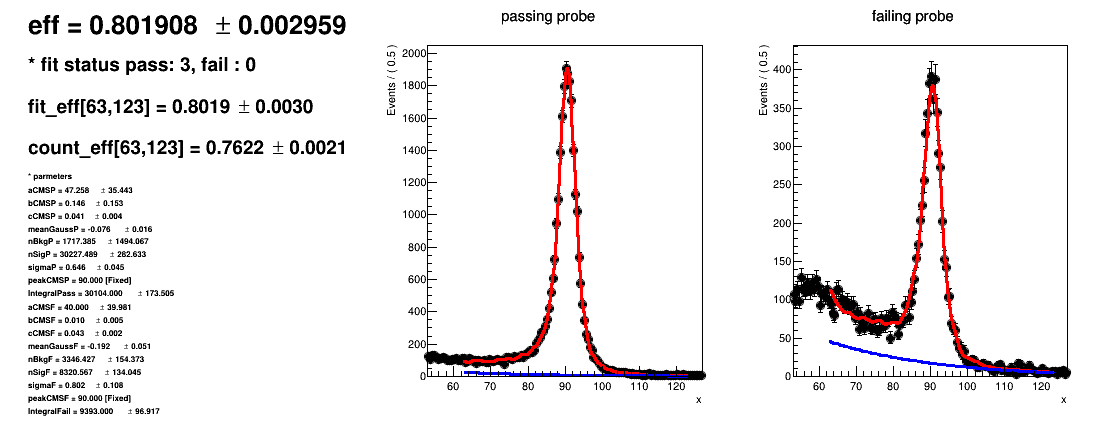 eff = 0.801908 ± 0.002959
* fit status pass: 3, fail : 0
fit_eff[63,123] = 0.8019 ± 0.0030
count_eff[63,123] = 0.7622 ± 0.0021
* parmeters
aCMSP = 47.258 ± 35.443
bCMSP = 0.146 ± 0.153
cCMSP = 0.041 ± 0.004
meanGaussP = -0.076 ± 0.016
nBkgP = 1717.385 ± 1494.067
nSigP = 30227.489 ± 282.633
sigmaP = 0.646 ± 0.045
peakCMSP = 90.000 [Fixed]
IntegralPass = 30104.000 ± 173.505
aCMSF = 40.000 ± 39.981
bCMSF = 0.010 ± 0.005
cCMSF = 0.043 ± 0.002
meanGaussF = -0.192 ± 0.051
nBkgF = 3346.427 ± 154.373
nSigF = 8320.567 ± 134.045
sigmaF = 0.802 ± 0.108
peakCMSF = 90.000 [Fixed]
IntegralFail = 9393.000 ± 96.917
passing probe
Events / ( 0.5 )
2000
1800
1600
1400
1200
1000
800
600
400
200
0
60 70 80 90 100 110 120
x
failing probe
Events / ( 0.5 )
400
350
300
250
200
150
100
50
0
60 70 80 90 100 110 120
x